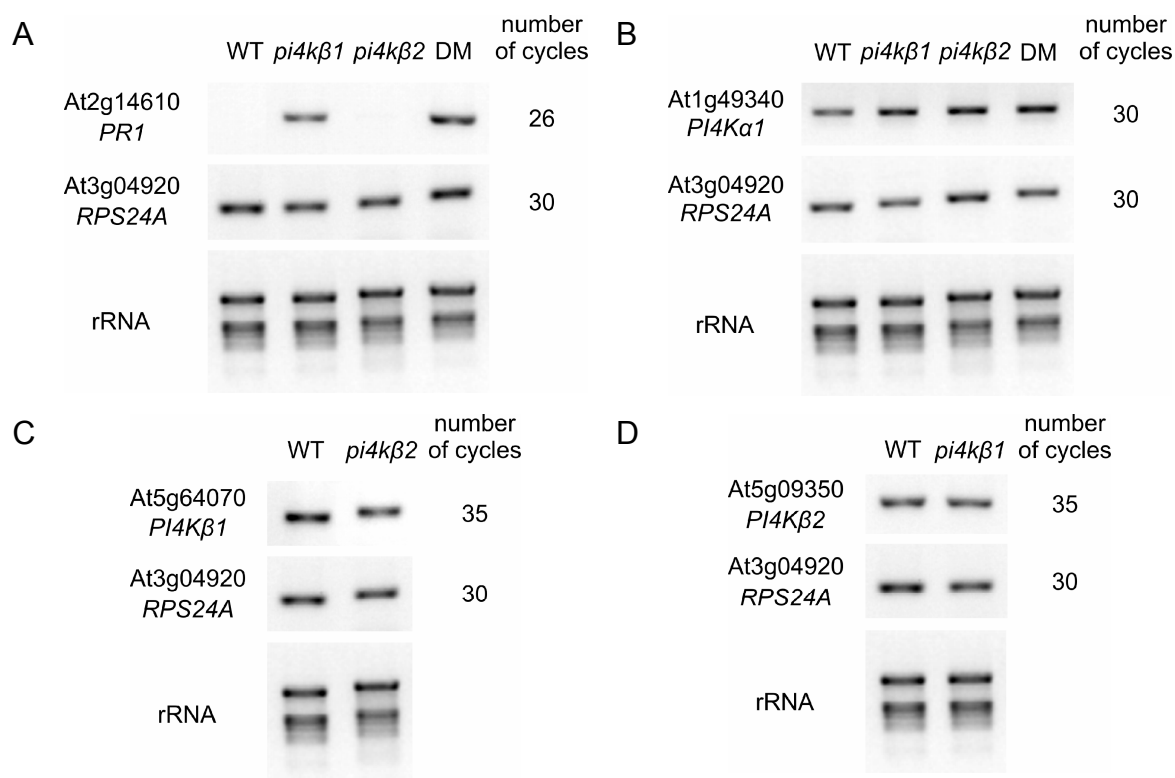 A
number
of cycles
WT pi4kβ1 pi4kβ2 DM
At2g14610
PR1
26
At3g04920
RPS24A
30
rRNA
B
number
of cycles
WT pi4kβ1 pi4kβ2 DM
At1g49340
PI4Kα1
30
At3g04920
RPS24A
30
rRNA
C
number
of cycles
WT pi4kβ2
At5g64070
PI4Kβ1
35
At3g04920
RPS24A
30
rRNA
D
number
of cycles
WT pi4kβ1
At5g09350
PI4Kβ2
35
At3g04920
RPS24A
30
rRNA